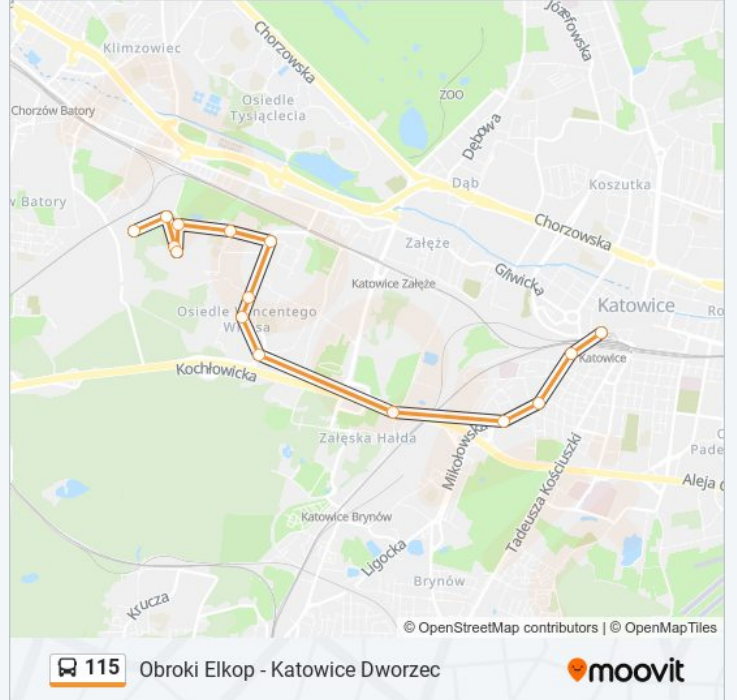 Józefowska
Klimzowiec
Chorzowska
ZOO
Osiedle
Tysiąclecia
Chorzów Batory
Dębowa
Dąb
Koszutka
w Batory
Chorzowska
Załęże
Gliwicka
Katowice Załęże
Katowice
Ro
Osiedle Wincentego
Witosa
Katowice
Kochłowicka
Załęska Hałda
Mikołowska
Pade
Aleja G
Tadeusza Kościuszki
Katowice Brynów
Ligocka
Brynów
Krucza
© OpenStreetMap contributors | © OpenMapTiles
115 Obroki Elkop - Katowice Dworzec moovit